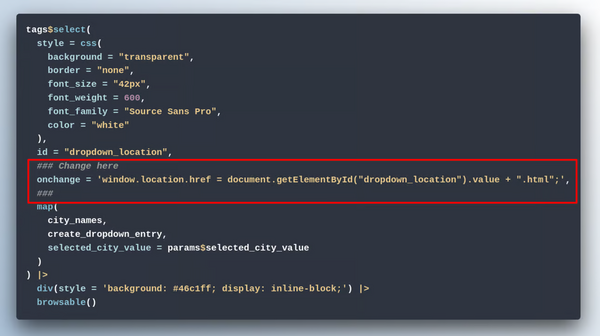 tags$select(
  style = css(
    background = "transparent",
    border = "none",
    font_size = "42px",
    font_weight = 600,
    font_family = "Source Sans Pro",
    color = "white"
  ),
  id = "dropdown_location",
  ### Change here
  onchange = 'window.location.href = document.getElementById("dropdown_location").value + ".html";',
  ###
  map(
    city_names,
    create_dropdown_entry,
    selected_city_value = params$selected_city_value
  )
) |>
  div(style = 'background: #46c1ff; display: inline-block;') |>
  browsable()